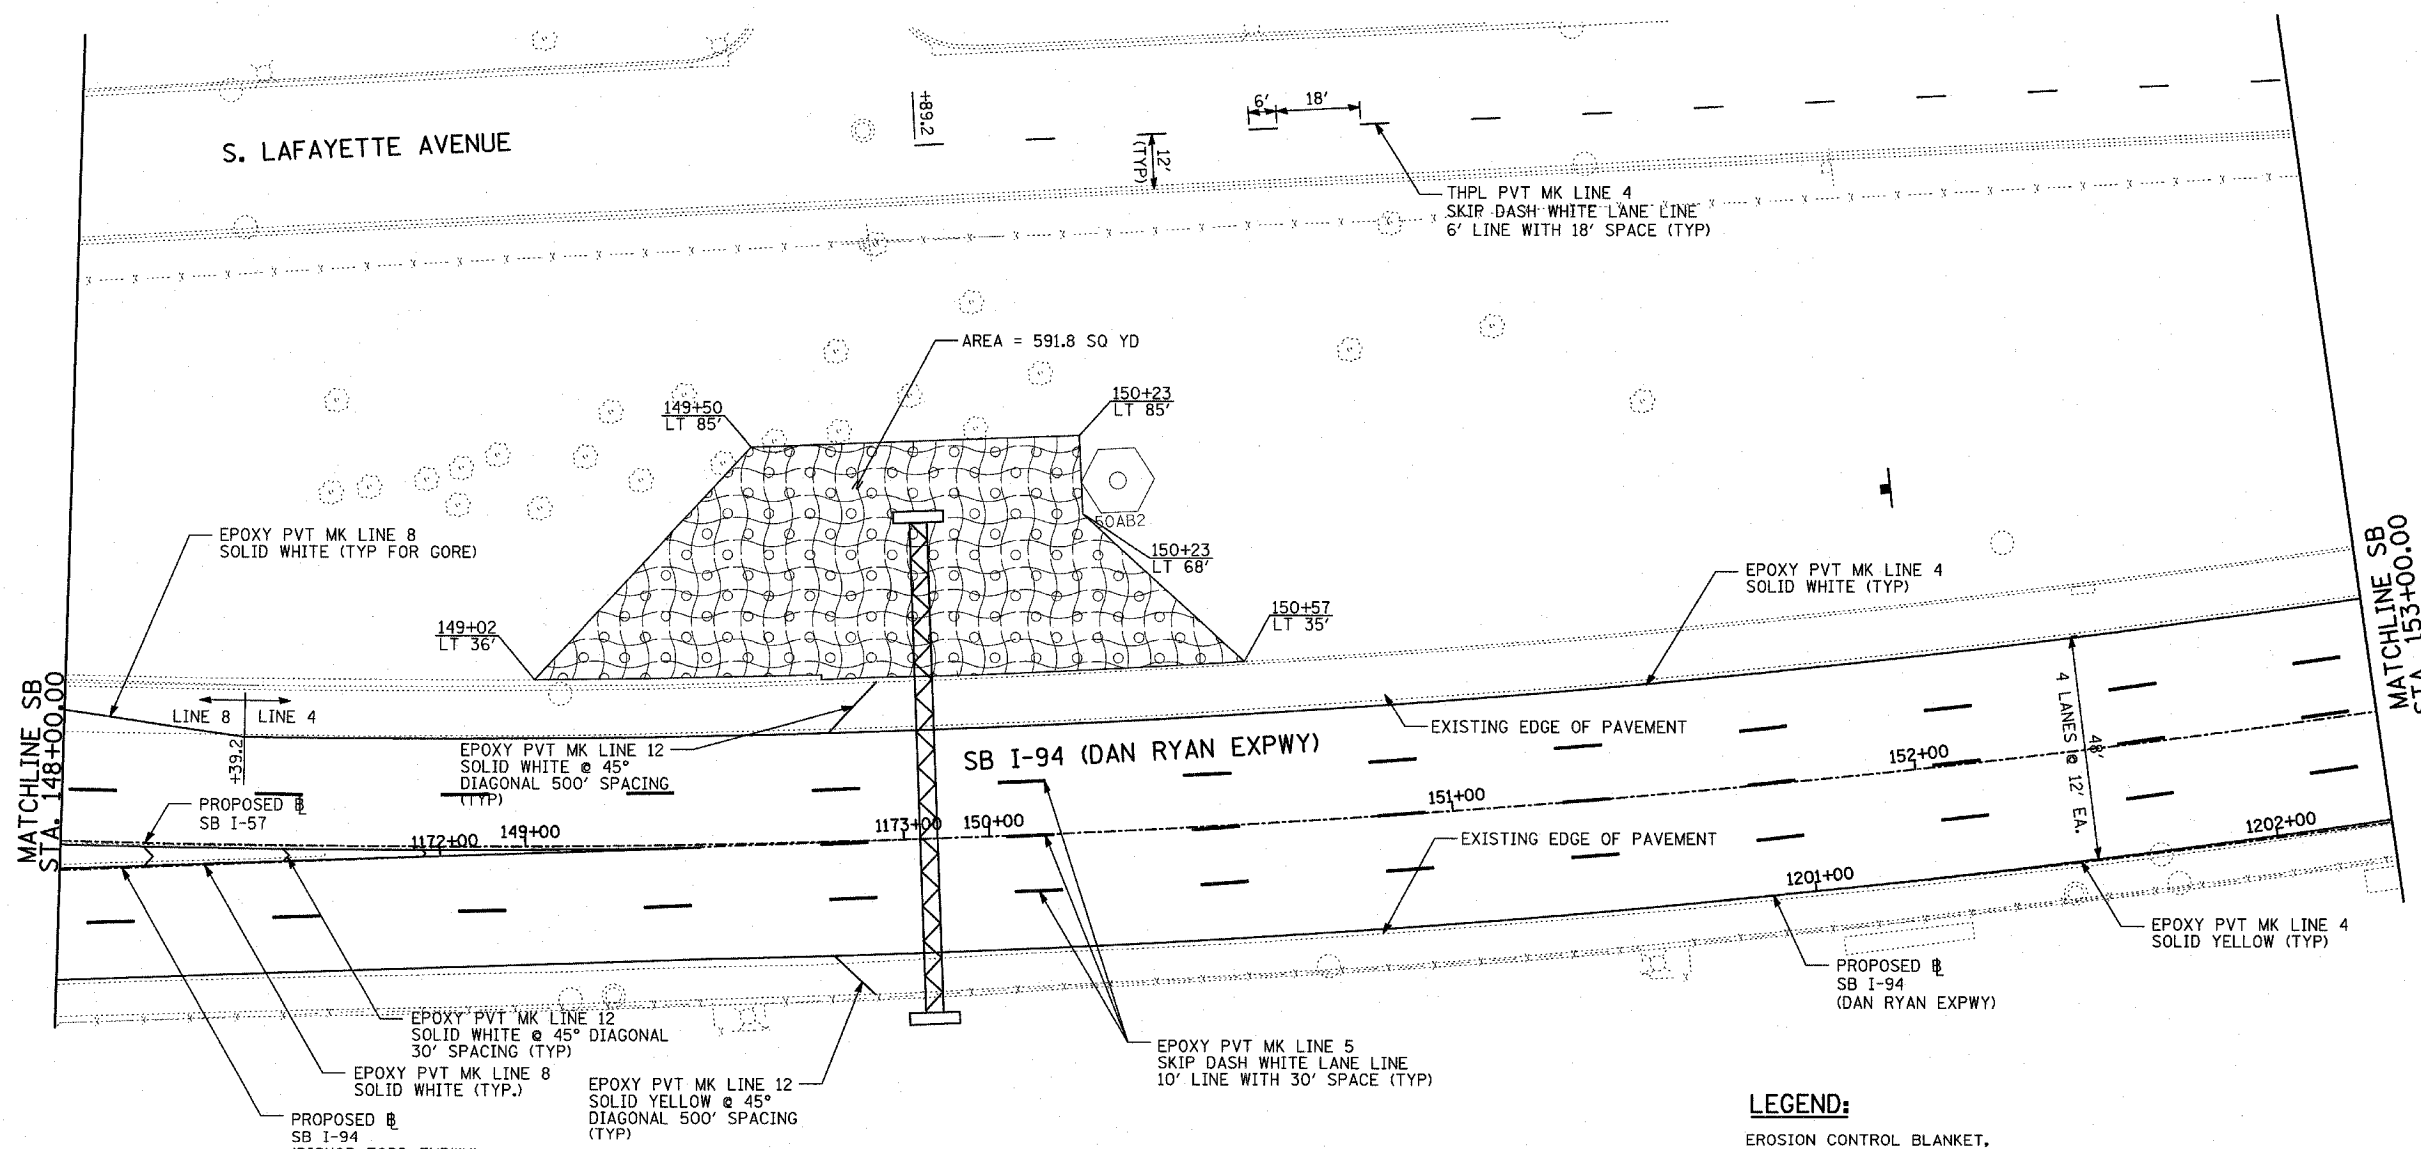 S. LAFAYETTE AVENUE
+89.2
6' 18'
12'
(TYP)
THPL PVT MK LINE 4
SKIP DASH WHITE LANE LINE
6' LINE WITH 18' SPACE (TYP)
AREA = 591.8 SQ YD
149+50
LT 85'
150+23
LT 85'
50AB2
150+23
LT 68'
EPOXY PVT MK LINE 8
SOLID WHITE (TYP FOR GORE)
EPOXY PVT MK LINE 4
SOLID WHITE (TYP)
149+02
LT 36'
150+57
LT 35'
MATCHLINE SB
STA. 148+00.00
MATCHLINE SB
STA. 153+00.00
LINE 8 LINE 4
+39.2
EPOXY PVT MK LINE 12
SOLID WHITE @ 45°
DIAGONAL 500' SPACING
(TYP)
SB I-94 (DAN RYAN EXPWY)
EXISTING EDGE OF PAVEMENT
48'
4 LANES @ 12' EA.
PROPOSED
SB I-57
1172+00 149+00 1173+00 150+00 151+00 152+00
EXISTING EDGE OF PAVEMENT
1201+00 1202+00
EPOXY PVT MK LINE 4
SOLID YELLOW (TYP)
PROPOSED
SB I-94
(DAN RYAN EXPWY)
EPOXY PVT MK LINE 12
SOLID WHITE @ 45° DIAGONAL
30' SPACING (TYP)
EPOXY PVT MK LINE 8
SOLID WHITE (TYP.)
EPOXY PVT MK LINE 12
SOLID YELLOW @ 45°
DIAGONAL 500' SPACING
(TYP)
EPOXY PVT MK LINE 5
SKIP DASH WHITE LANE LINE
10' LINE WITH 30' SPACE (TYP)
PROPOSED
SB I-94
LEGEND:
EROSION CONTROL BLANKET,